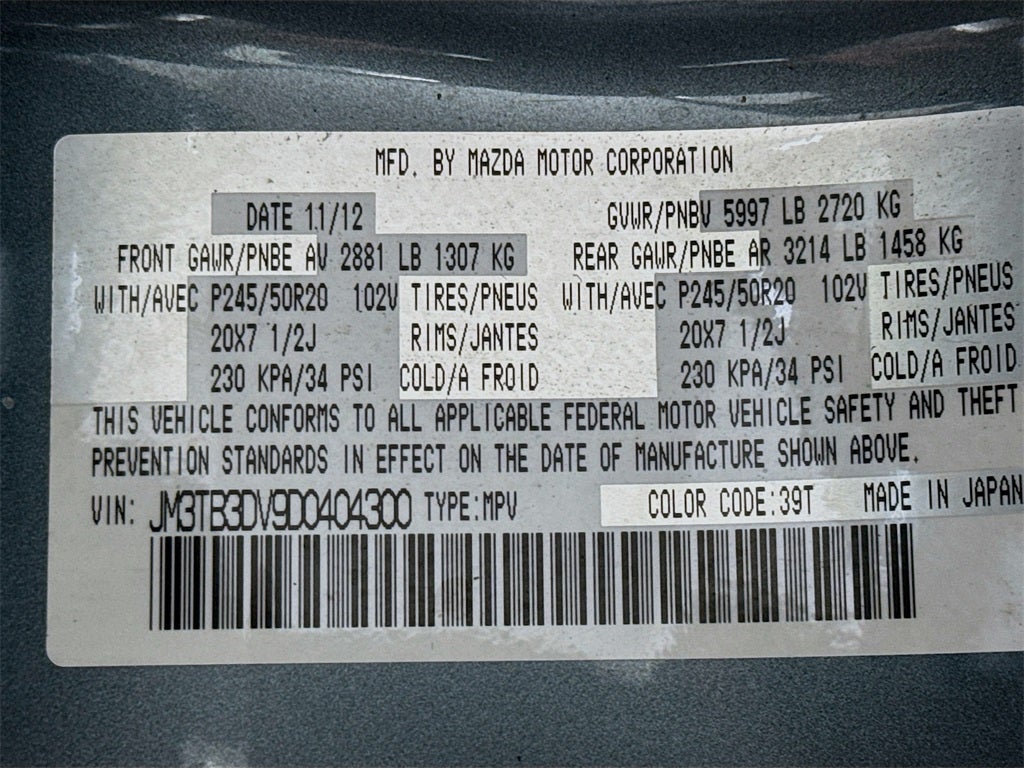 MFD. BY MAZDA MOTOR CORPORATION
DATE 11/12 GVWR/PNBV 5997 LB 2720 KG
FRONT GAWR/PNBE AV 2881 LB 1307 KG REAR GAWR/PNBE AR 3214 LB 1458 KG
WITH/AVEC P245/50R20 102V TIRES/PNEUS WITH/AVEC P245/50R20 102V TIRES/PNEUS
20X7 1/2J RIMS/JANTES 20X7 1/2J RIMS/JANTES
230 KPA/34 PSI COLD/A FROID 230 KPA/34 PSI COLD/A FROID
THIS VEHICLE CONFORMS TO ALL APPLICABLE FEDERAL MOTOR VEHICLE SAFETY AND THEFT
PREVENTION STANDARDS IN EFFECT ON THE DATE OF MANUFACTURE SHOWN ABOVE.
VIN: JM3TB3DV9D0404300 TYPE:MPV COLOR CODE:39T MADE IN JAPAN